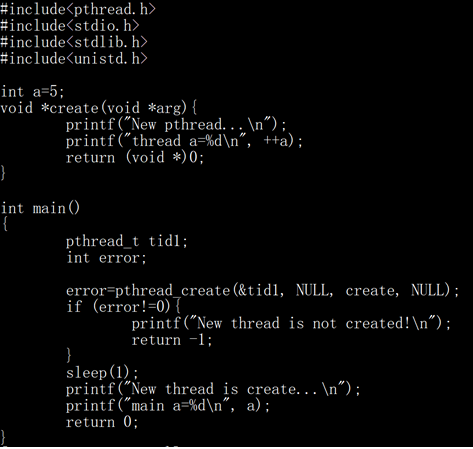 #include<pthread.h>
#include<stdio.h>
#include<stdlib.h>
#include<unistd.h>
int a=5;
void *create(void *arg){
printf("New pthread...\n");
printf("thread a=%d\n", ++a);
return (void *)0;
}
int main()
{
pthread_t tid1;
int error;
error=pthread_create(&tid1, NULL, create, NULL);
if (error!=0){
printf("New thread is not created!\n");
return -1;
}
sleep(1);
printf("New thread is create...\n");
printf("main a=%d\n", a);
return 0;
}